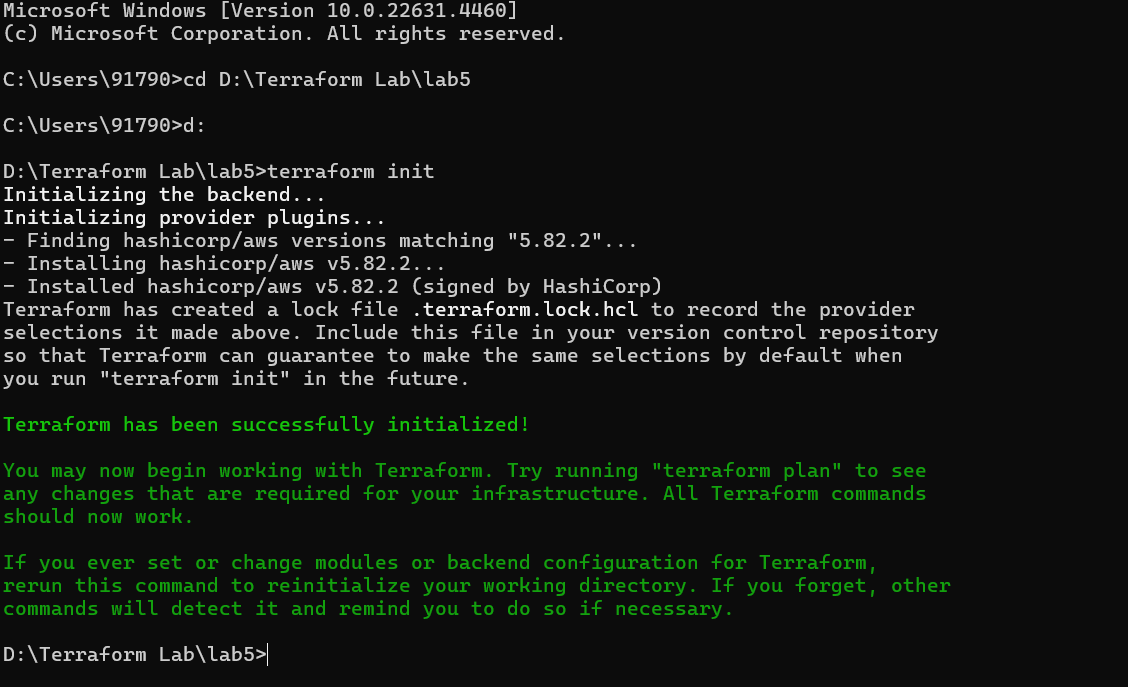 Microsoft Windows [Version 10.0.22631.4460]
(c) Microsoft Corporation. All rights reserved.
C:\Users\91790>cd D:\Terraform Lab\lab5
C:\Users\91790>d:
D:\Terraform Lab\lab5>terraform init
Initializing the backend...
Initializing provider plugins...
- Finding hashicorp/aws versions matching "5.82.2"...
- Installing hashicorp/aws v5.82.2...
- Installed hashicorp/aws v5.82.2 (signed by HashiCorp)
Terraform has created a lock file .terraform.lock.hcl to record the provider
selections it made above. Include this file in your version control repository
so that Terraform can guarantee to make the same selections by default when
you run "terraform init" in the future.
Terraform has been successfully initialized!
You may now begin working with Terraform. Try running "terraform plan" to see
any changes that are required for your infrastructure. All Terraform commands
should now work.
If you ever set or change modules or backend configuration for Terraform,
rerun this command to reinitialize your working directory. If you forget, other
commands will detect it and remind you to do so if necessary.
D:\Terraform Lab\lab5>